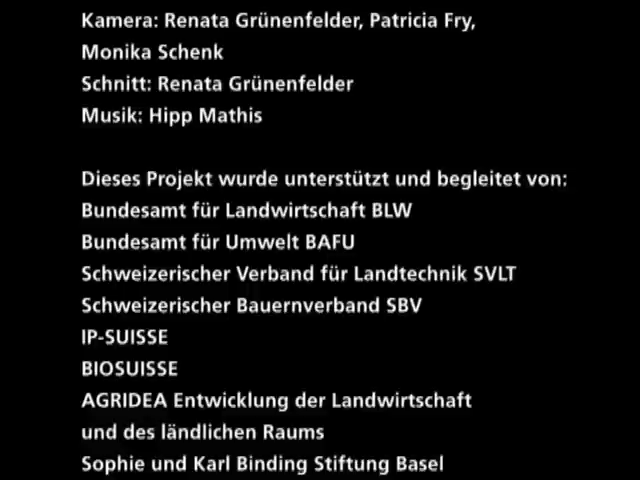 Kamera: Renata Grünenfelder, Patricia Fry,
Monika Schenk
Schnitt: Renata Grünenfelder
Musik: Hipp Mathis
Dieses Projekt wurde unterstützt und begleitet von:
Bundesamt für Landwirtschaft BLW
Bundesamt für Umwelt BAFU
Schweizerischer Verband für Landtechnik SVLT
Schweizerischer Bauernverband SBV
IP-SUISSE
BIOSUISSE
AGRIDEA Entwicklung der Landwirtschaft
und des ländlichen Raums
Sophie und Karl Binding Stiftung Basel